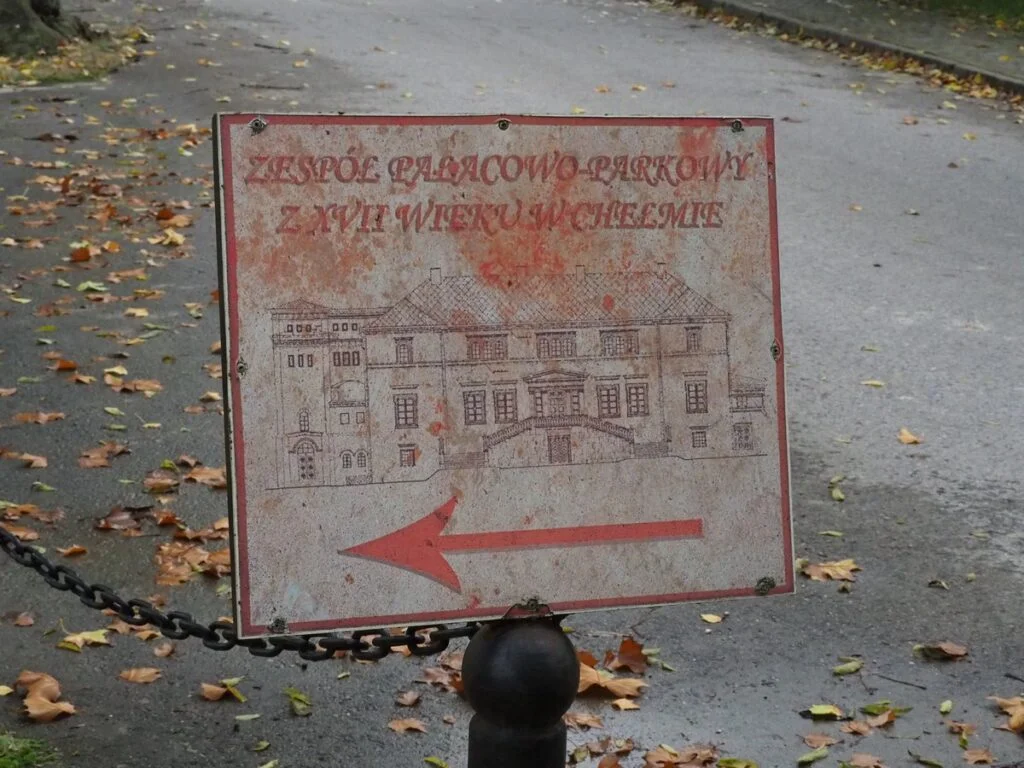 ZESPÓŁ PAŁACOWO-PARKOWY
Z XVII WIEKU W CHEŁMIE